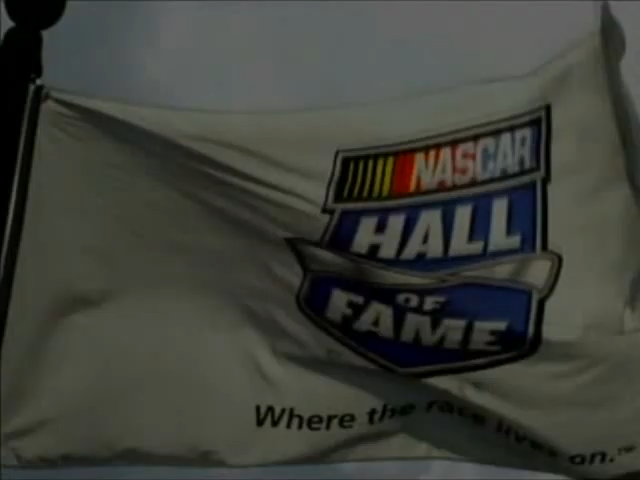 NASCAR
HALL
OF
FAME
Where the race lives on.™